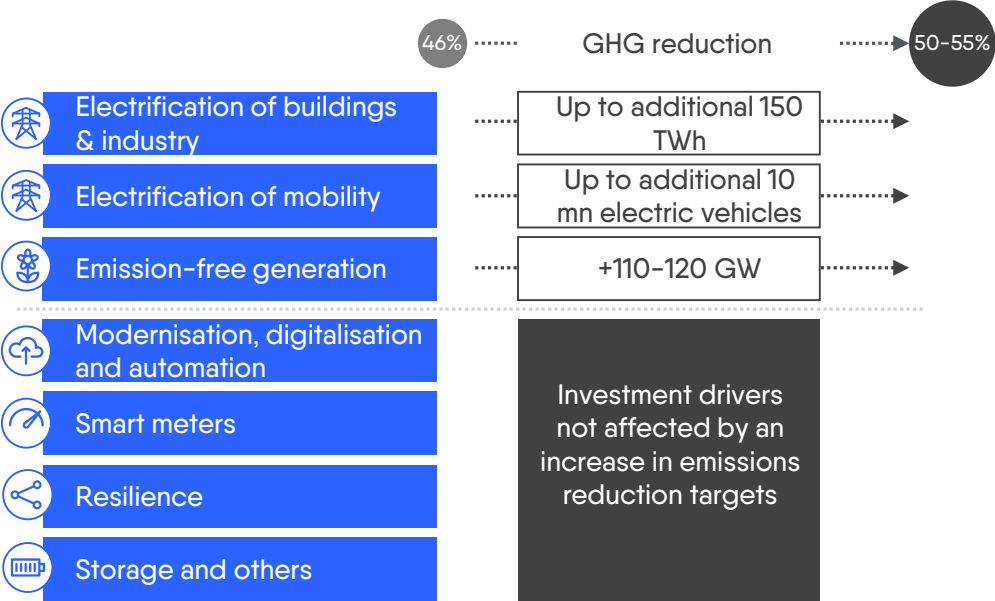 46%
GHG reduction
50-55%
Electrification of buildings
& industry
Up to additional 150
TWh
Electrification of mobility
Up to additional 10
mn electric vehicles
Emission-free generation
+110-120 GW
Modernisation, digitalisation
and automation
Smart meters
Resilience
Storage and others
Investment drivers
not affected by an
increase in emissions
reduction targets